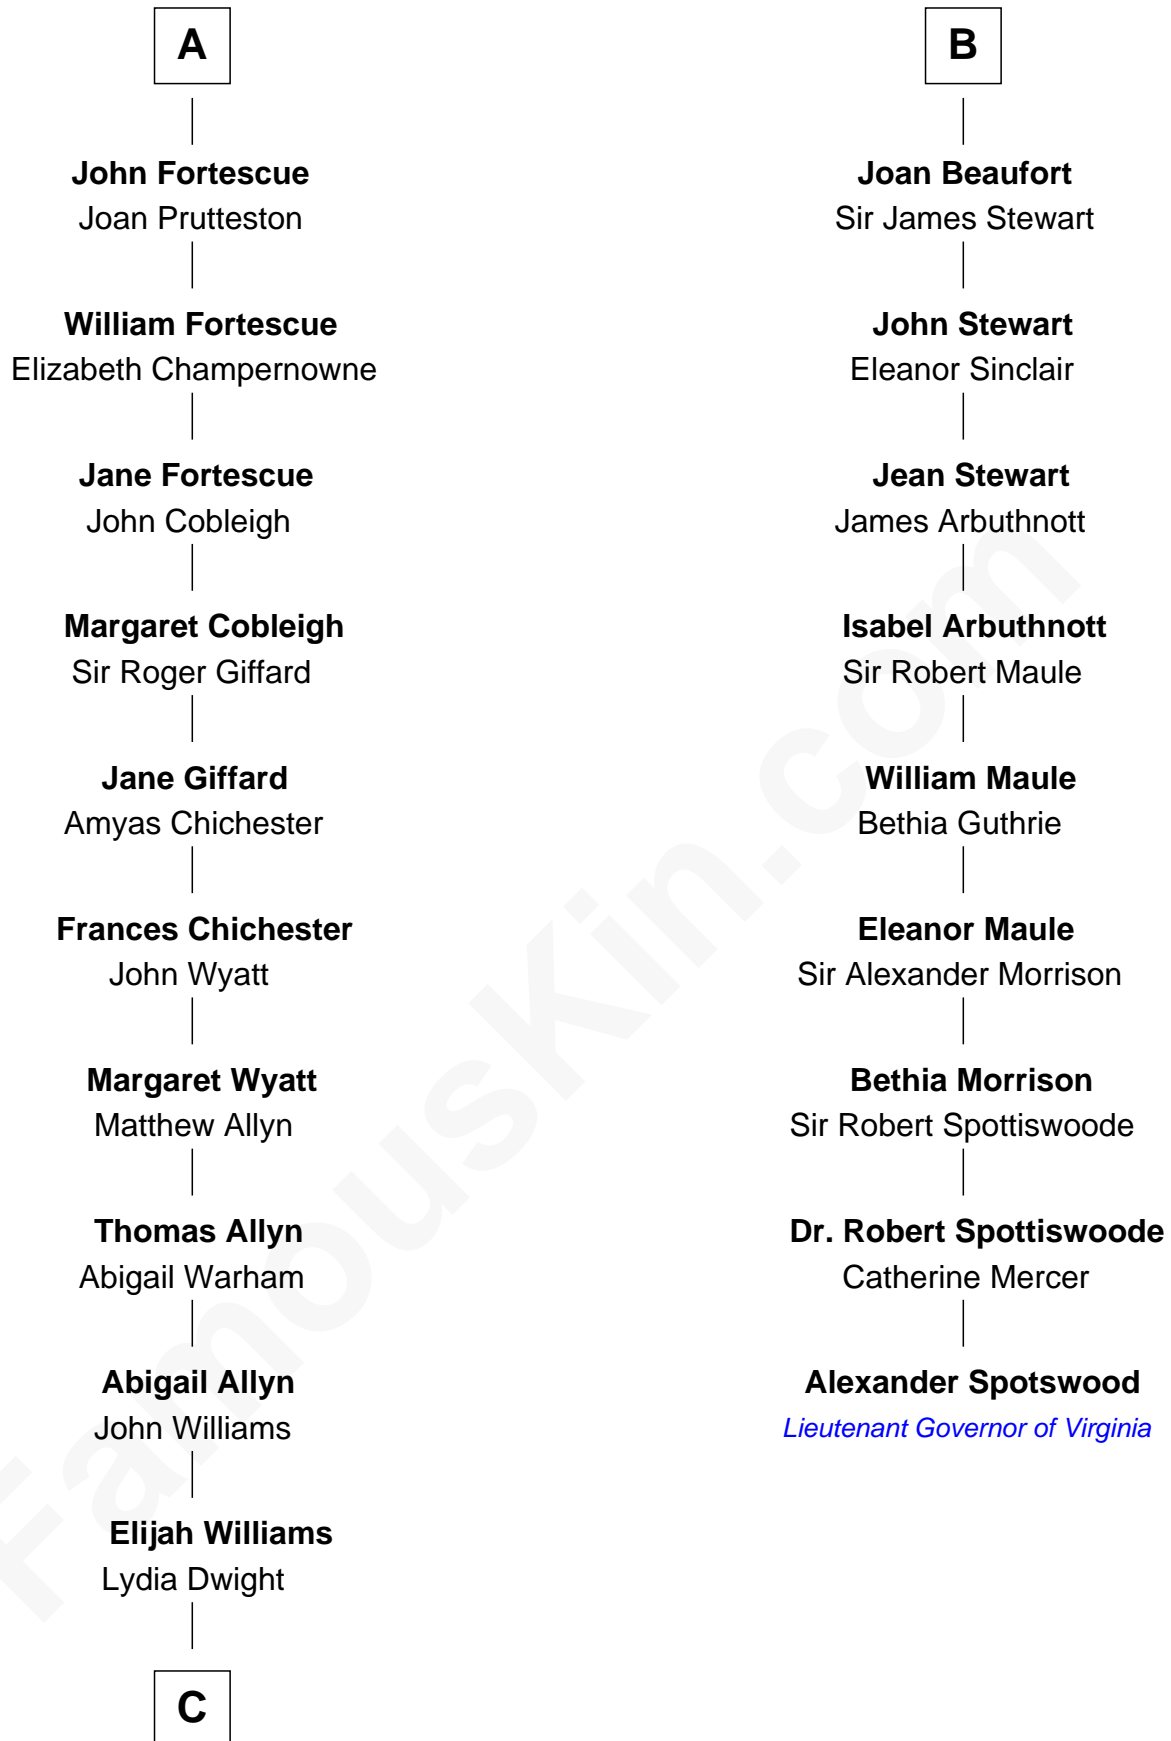 A
John Fortescue
Joan Prutteston
William Fortescue
Elizabeth Champernowne
Jane Fortescue
John Cobleigh
Margaret Cobleigh
Sir Roger Giffard
Jane Giffard
Amyas Chichester
Frances Chichester
John Wyatt
Margaret Wyatt
Matthew Allyn
Thomas Allyn
Abigail Warham
Abigail Allyn
John Williams
Elijah Williams
Lydia Dwight
C
B
Joan Beaufort
Sir James Stewart
John Stewart
Eleanor Sinclair
Jean Stewart
James Arbuthnott
Isabel Arbuthnott
Sir Robert Maule
William Maule
Bethia Guthrie
Eleanor Maule
Sir Alexander Morrison
Bethia Morrison
Sir Robert Spottiswoode
Dr. Robert Spottiswoode
Catherine Mercer
Alexander Spotswood
Lieutenant Governor of Virginia
FamousKin.com